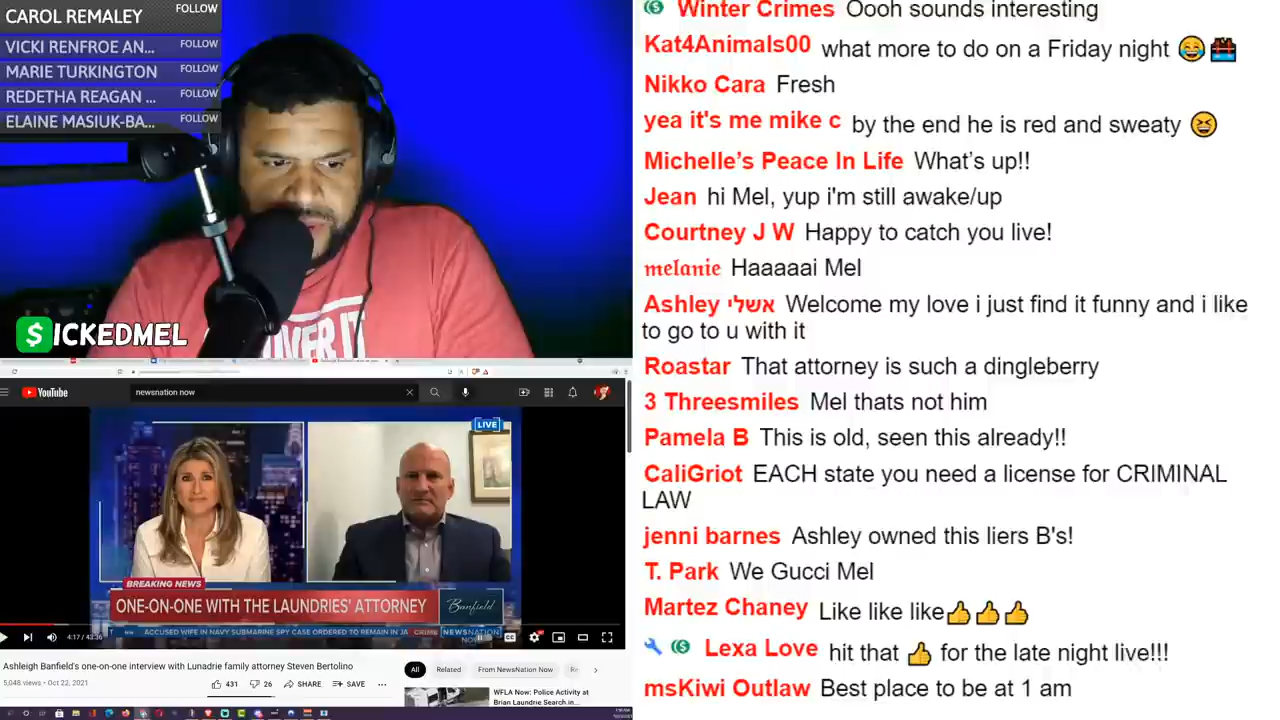 CAROL REMALEY FOLLOW
VICKI RENFROE AN... FOLLOW
MARIE TURKINGTON FOLLOW
REDETHA REAGAN ... FOLLOW
ELAINE MASIUK-BA... FOLLOW
OVER IT
$ICKEDMEL
YouTube
newsnation now
LIVE
BREAKING NEWS
ONE-ON-ONE WITH THE LAUNDRIES' ATTORNEY
Banfield
ACCUSED WIFE IN NAVY SUBMARINE SPY CASE ORDERED TO REMAIN IN JA
CRIME
NEWSNATION
NOW
4:17 / 42:36
Ashleigh Banfield's one-on-one interview with Lunadrie family attorney Steven Bertolino
5,048 views • Oct 22, 2021
431 26 SHARE SAVE ...
All Related From NewsNation Now Re
WFLA Now: Police Activity at
Brian Laundrie Search in...
Winter Crimes Oooh sounds interesting
Kat4Animals00 what more to do on a Friday night 😂
Nikko Cara Fresh
yea it's me mike c by the end he is red and sweaty 😆
Michelle’s Peace In Life What’s up!!
Jean hi Mel, yup i'm still awake/up
Courtney J W Happy to catch you live!
melanie Haaaaai Mel
Ashley אשלי Welcome my love i just find it funny and i like
to go to u with it
Roastar That attorney is such a dingleberry
3 Threesmiles Mel thats not him
Pamela B This is old, seen this already!!
CaliGriot EACH state you need a license for CRIMINAL
LAW
jenni barnes Ashley owned this liers B's!
T. Park We Gucci Mel
Martez Chaney Like like like👍👍👍
Lexa Love hit that 👍 for the late night live!!!
msKiwi Outlaw Best place to be at 1 am